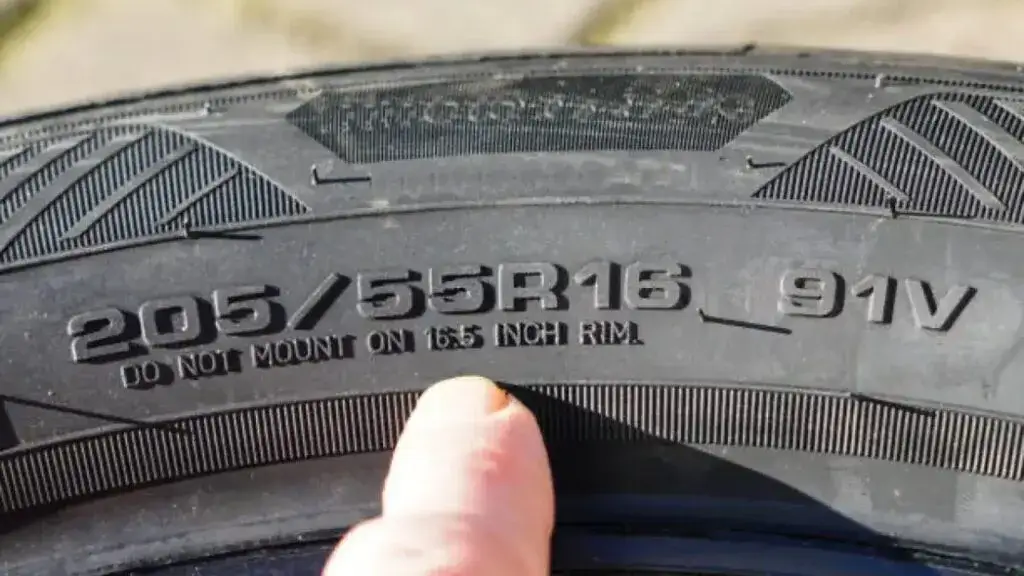 205/55R16 91V
DO NOT MOUNT ON 16.5 INCH RIM.